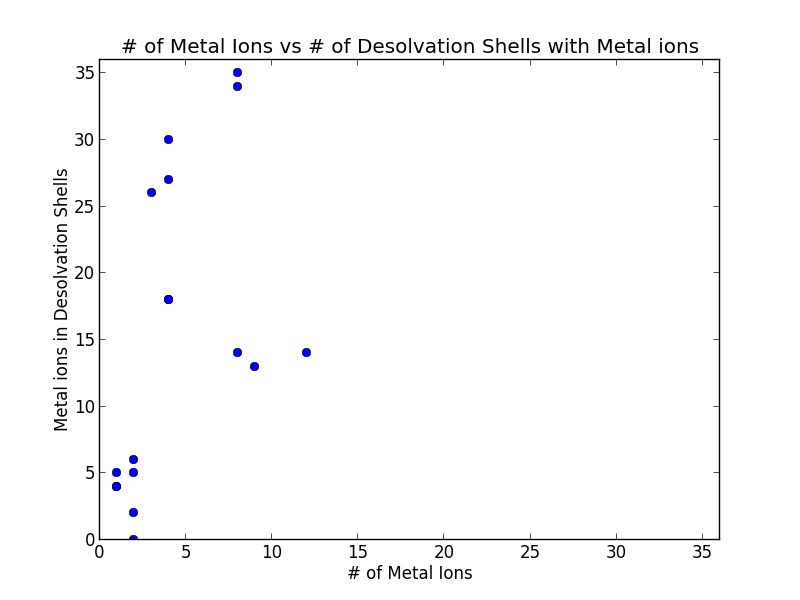 # of Metal Ions vs # of Desolvation Shells with Metal ions
35
30
25
20
15
10
5
0
Metal ions in Desolvation Shells
0 5 10 15 20 25 30 35
# of Metal Ions